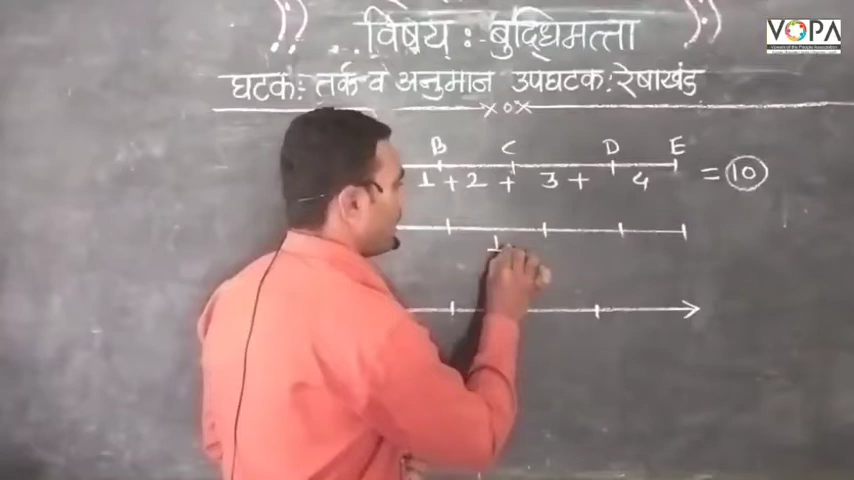 विषय : बुद्धिमत्ता
घटक: तर्क व अनुमान उपघटक: रेषाखंड
B C D E
1 + 2 + 3 + 4 = 10
VOPA